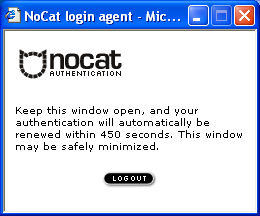 NoCat login agent - Mic...
nocat
AUTHENTICATION
Keep this window open, and your
authentication will automatically be
renewed within 450 seconds. This window
may be safely minimized.
LOGOUT